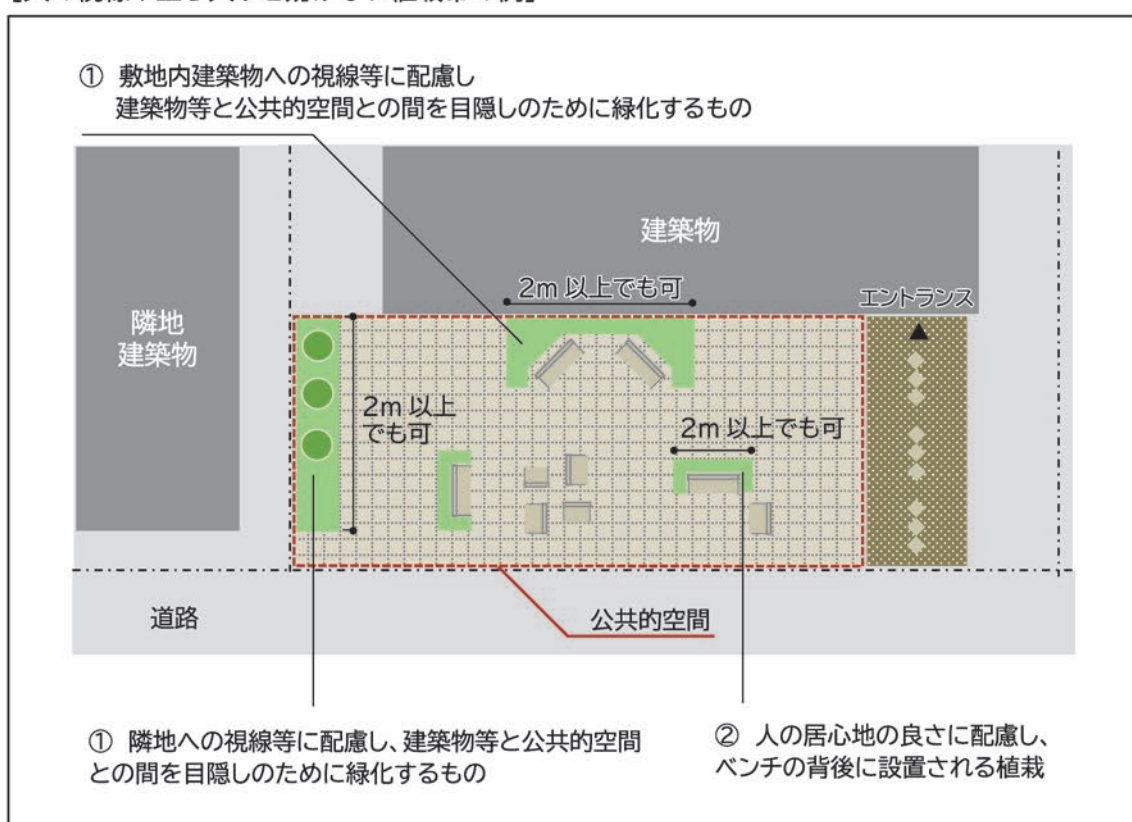 ① 敷地内建築物への視線等に配慮し
建築物等と公共的空間との間を目隠しのために緑化するもの
建築物
2m 以上でも可
エントランス
隣地
建築物
2m 以上
でも可
2m 以上でも可
道路
公共的空間
① 隣地への視線等に配慮し、建築物等と公共的空間
との間を目隠しのために緑化するもの
② 人の居心地の良さに配慮し、
ベンチの背後に設置される植栽